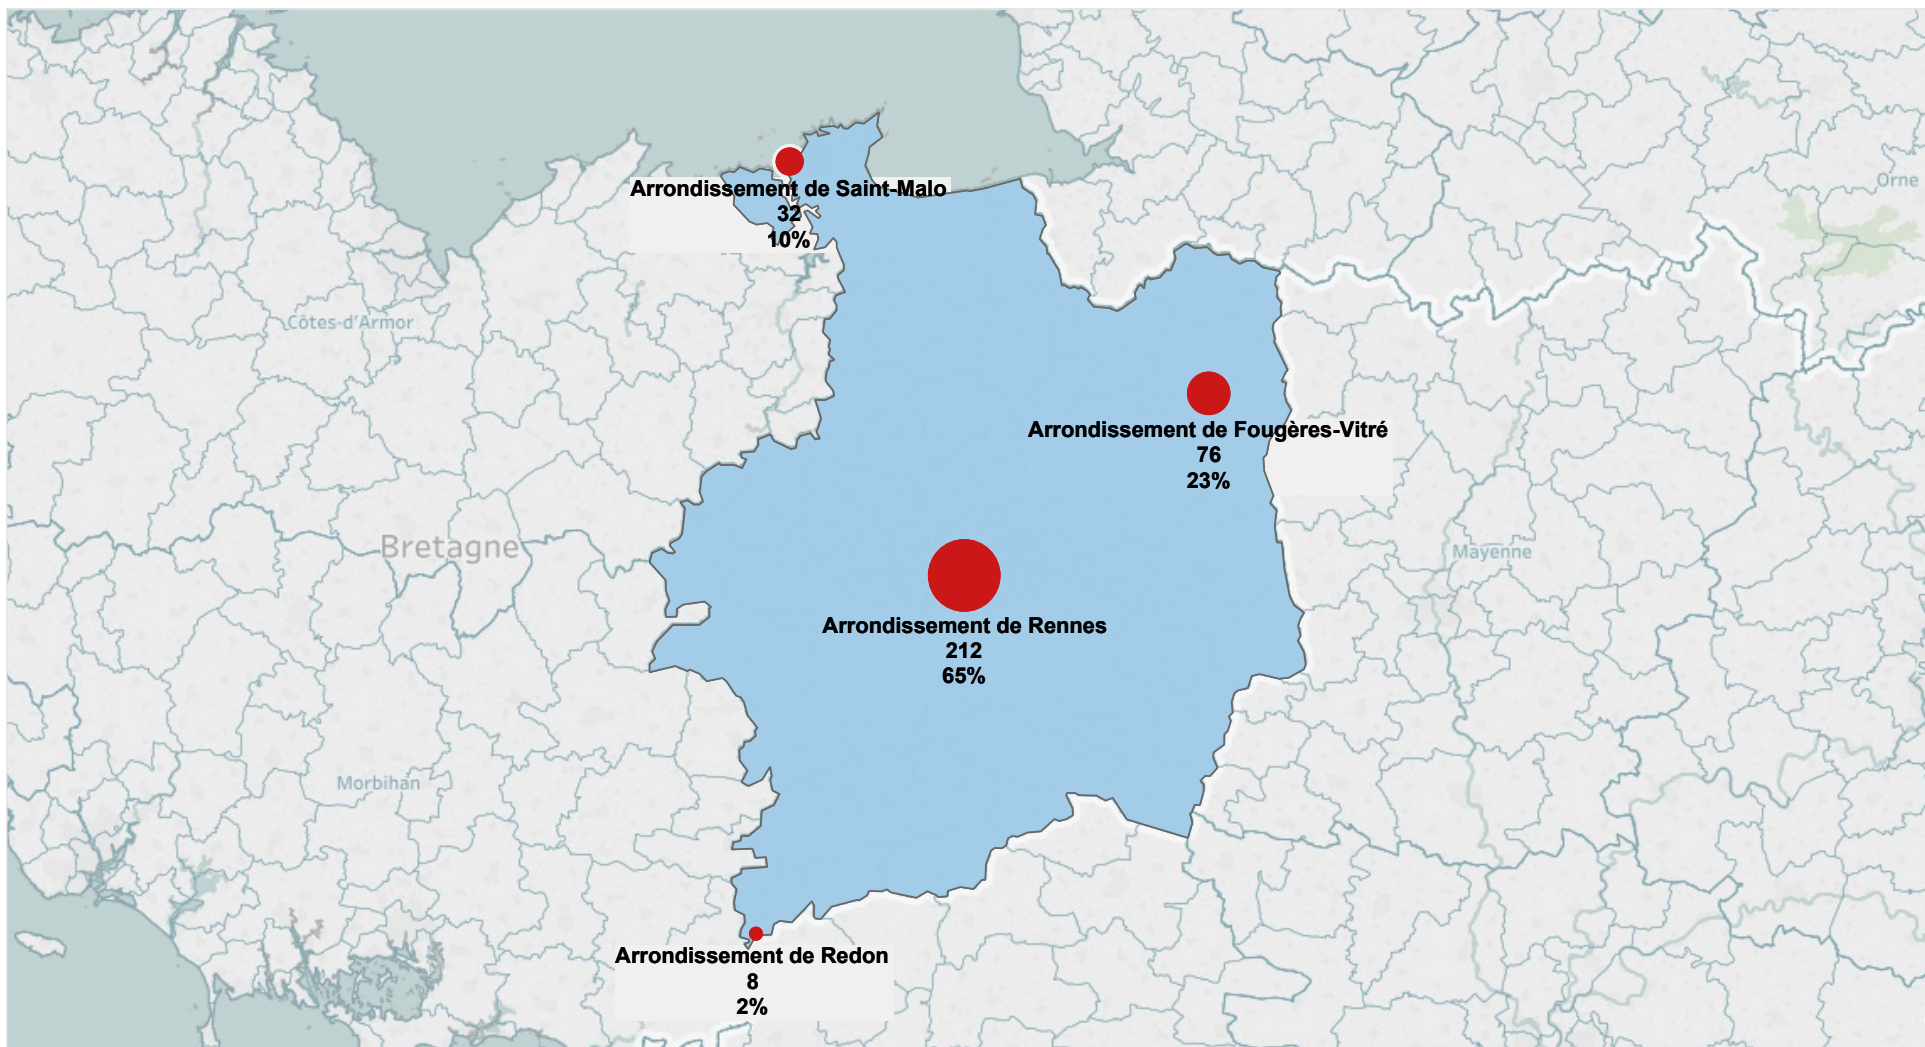 Arrondissement de Saint-Malo
32
10%
Orne
Côtes-d'Armor
Arrondissement de Fougères-Vitré
76
23%
Bretagne
Mayenne
Arrondissement de Rennes
212
65%
Morbihan
Arrondissement de Redon
8
2%